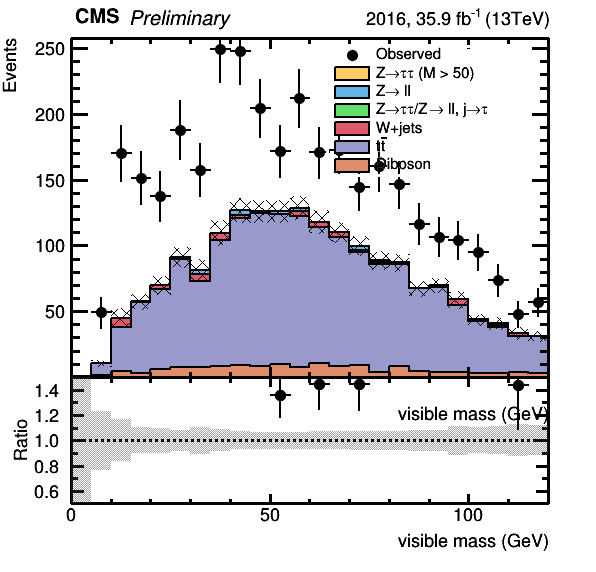 CMS Preliminary 2016, 35.9 fb⁻¹ (13TeV)
Events
250
200
150
100
50
Observed
Z→ττ (M > 50)
Z→ ll
Z→ττ/Z→ ll, j→τ
W+jets
tt̄
Diboson
visible mass (GeV)
Ratio
1.4
1.2
1.0
0.8
0.6
0 50 100
visible mass (GeV)